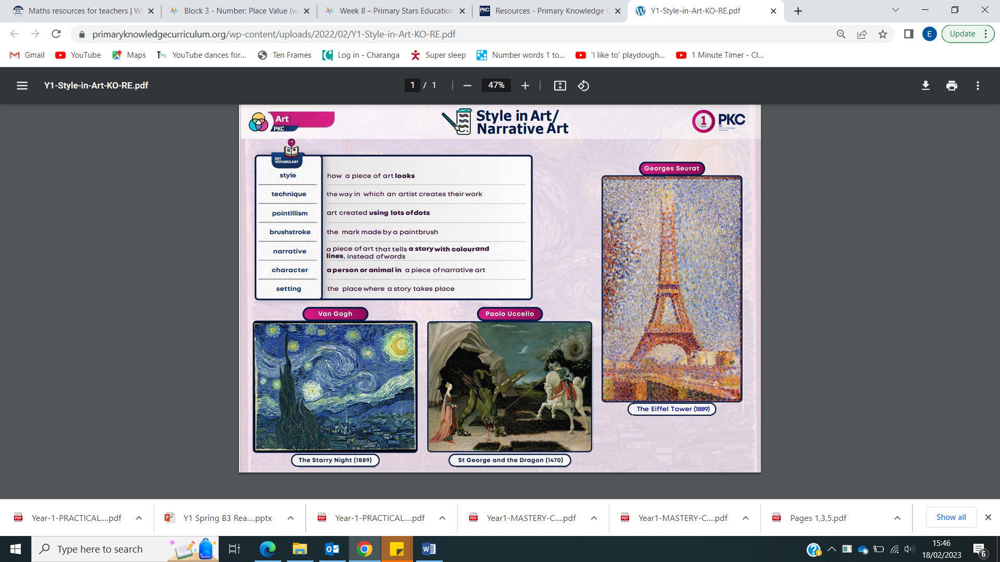 Maths resources for teachers | W
Block 3 - Number: Place Value (w
Week 8 – Primary Stars Education
PKC
Resources - Primary Knowledge C
Y1-Style-in-Art-KO-RE.pdf
primaryknowledgecurriculum.org/wp-content/uploads/2022/02/Y1-Style-in-Art-KO-RE.pdf
E
Update
Gmail
YouTube
Maps
YouTube dances for...
Ten Frames
Log in - Charanga
Super sleep
Number words 1 to...
'I like to' playdough...
1 Minute Timer - Cl...
Y1-Style-in-Art-KO-RE.pdf
1 / 1
47%
Art
PKC
Style in Art/
Narrative Art
1
YEAR
PKC
KEY
VOCABULARY
style how a piece of art looks
technique the way in which an artist creates their work
pointillism art created using lots of dots
brushstroke the mark made by a paintbrush
narrative a piece of art that tells a story with colour and
lines, instead of words
character a person or animal in a piece of narrative art
setting the place where a story takes place
Georges Seurat
The Eiffel Tower (1889)
Van Gogh
The Starry Night (1889)
Paolo Uccello
St George and the Dragon (1470)
Year-1-PRACTICAL....pdf
Y1 Spring B3 Rea....pptx
Year-1-PRACTICAL....pdf
Year1-MASTERY-C....pdf
Year1-MASTERY-C....pdf
Pages 1,3,5.pdf
Show all
Type here to search
15:46
18/02/2023
6